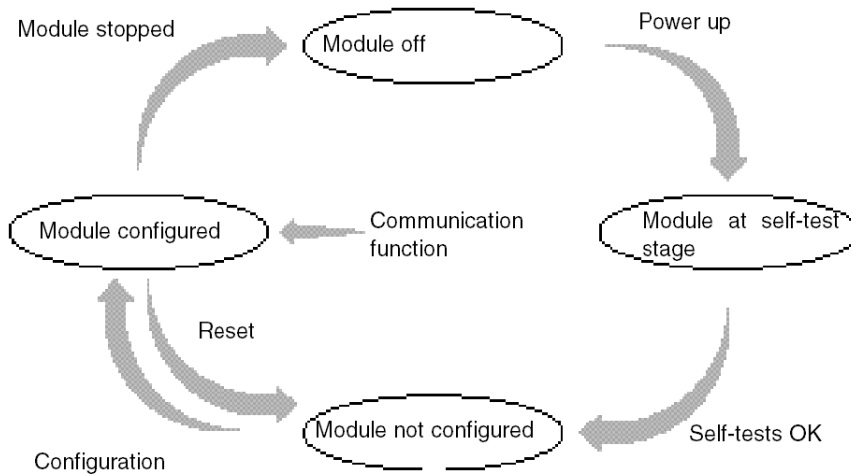 Module stopped
Module off
Power up
Module configured
Communication
function
Module at self-test
stage
Reset
Module not configured
Self-tests OK
Configuration